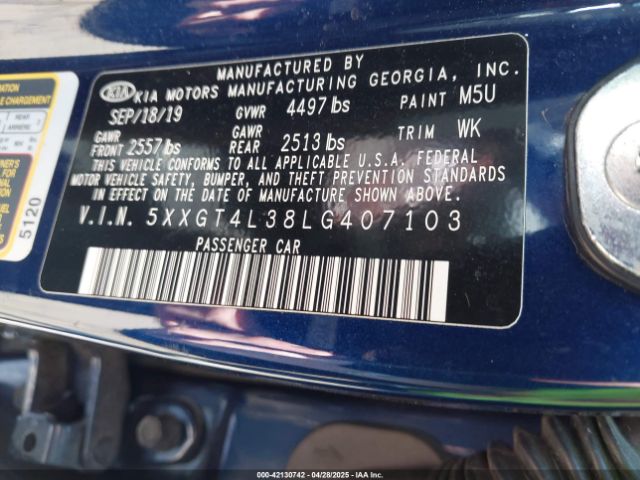 MANUFACTURED BY
KIA KIA MOTORS MANUFACTURING GEORGIA, INC.
SEP/18/19 GVWR 4497 lbs PAINT M5U
GAWR FRONT 2557 lbs GAWR REAR 2513 lbs TRIM WK
THIS VEHICLE CONFORMS TO ALL APPLICABLE U.S.A. FEDERAL
MOTOR VEHICLE SAFETY, BUMPER, AND THEFT PREVENTION STANDARDS
IN EFFECT ON THE DATE OF MANUFACTURE SHOWN ABOVE.
V.I.N. 5XXGT4L38LG407103
PASSENGER CAR
5120
REAR
000-42130742 - 04/28/2025 - IAAI INC.